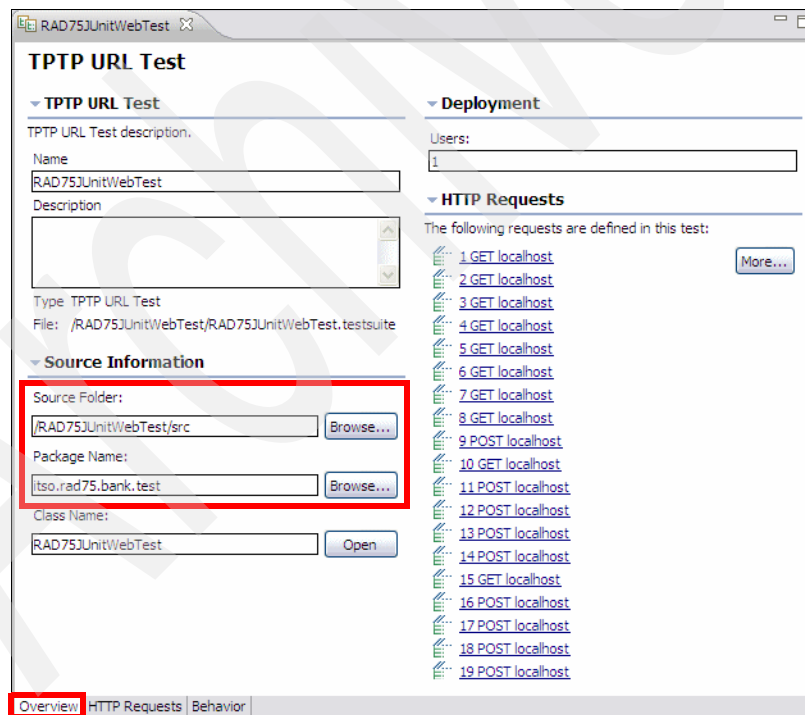 RAD75JUnitWebTest
TPTP URL Test
TPTP URL Test
TPTP URL Test description.
Name
RAD75JUnitWebTest
Description
Type TPTP URL Test
File: /RAD75JUnitWebTest/RAD75JUnitWebTest.testsuite
Source Information
Source Folder:
/RAD75JUnitWebTest/src Browse...
Package Name:
itso.rad75.bank.test Browse...
Class Name:
RAD75JUnitWebTest Open
Deployment
Users:
1
HTTP Requests
The following requests are defined in this test:
1 GET localhost More...
2 GET localhost
3 GET localhost
4 GET localhost
5 GET localhost
6 GET localhost
7 GET localhost
8 GET localhost
9 POST localhost
10 GET localhost
11 POST localhost
12 POST localhost
13 POST localhost
14 POST localhost
15 GET localhost
16 POST localhost
17 POST localhost
18 POST localhost
19 POST localhost
Overview HTTP Requests Behavior